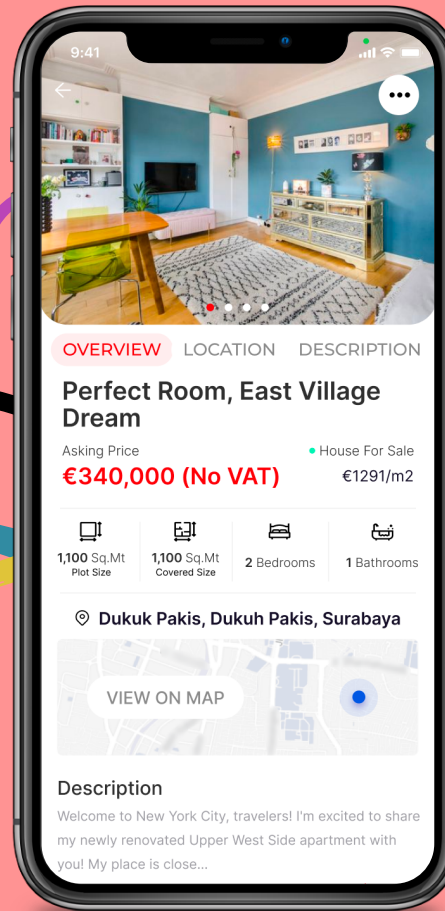 9:41
OVERVIEW LOCATION DESCRIPTION
Perfect Room, East Village
Dream
Asking Price
House For Sale
€340,000 (No VAT)
€1291/m2
1,100 Sq.Mt
Plot Size
1,100 Sq.Mt
Covered Size
2 Bedrooms
1 Bathrooms
Dukuk Pakis, Dukuh Pakis, Surabaya
VIEW ON MAP
Description
Welcome to New York City, travelers! I'm excited to share
my newly renovated Upper West Side apartment with
you! My place is close...